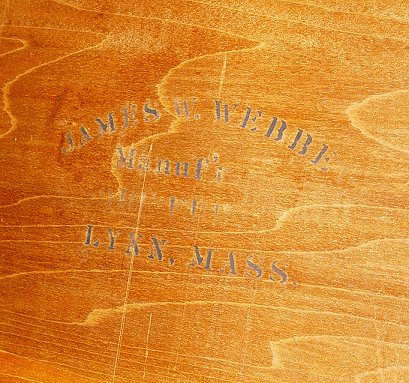 JAMES W. WEBBE
Manuf'r
LYNN, MASS.